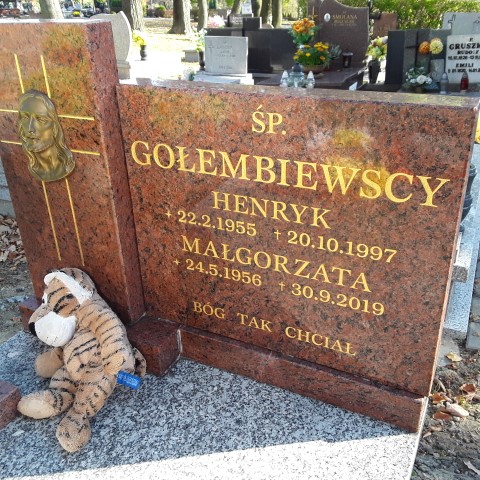 ŚP.
GOŁEMBIEWSCY
HENRYK
+ 22.2.1955 + 20.10.1997
MAŁGORZATA
+ 24.5.1956 + 30.9.2019
BÓG TAK CHCIAŁ
GRUSZK